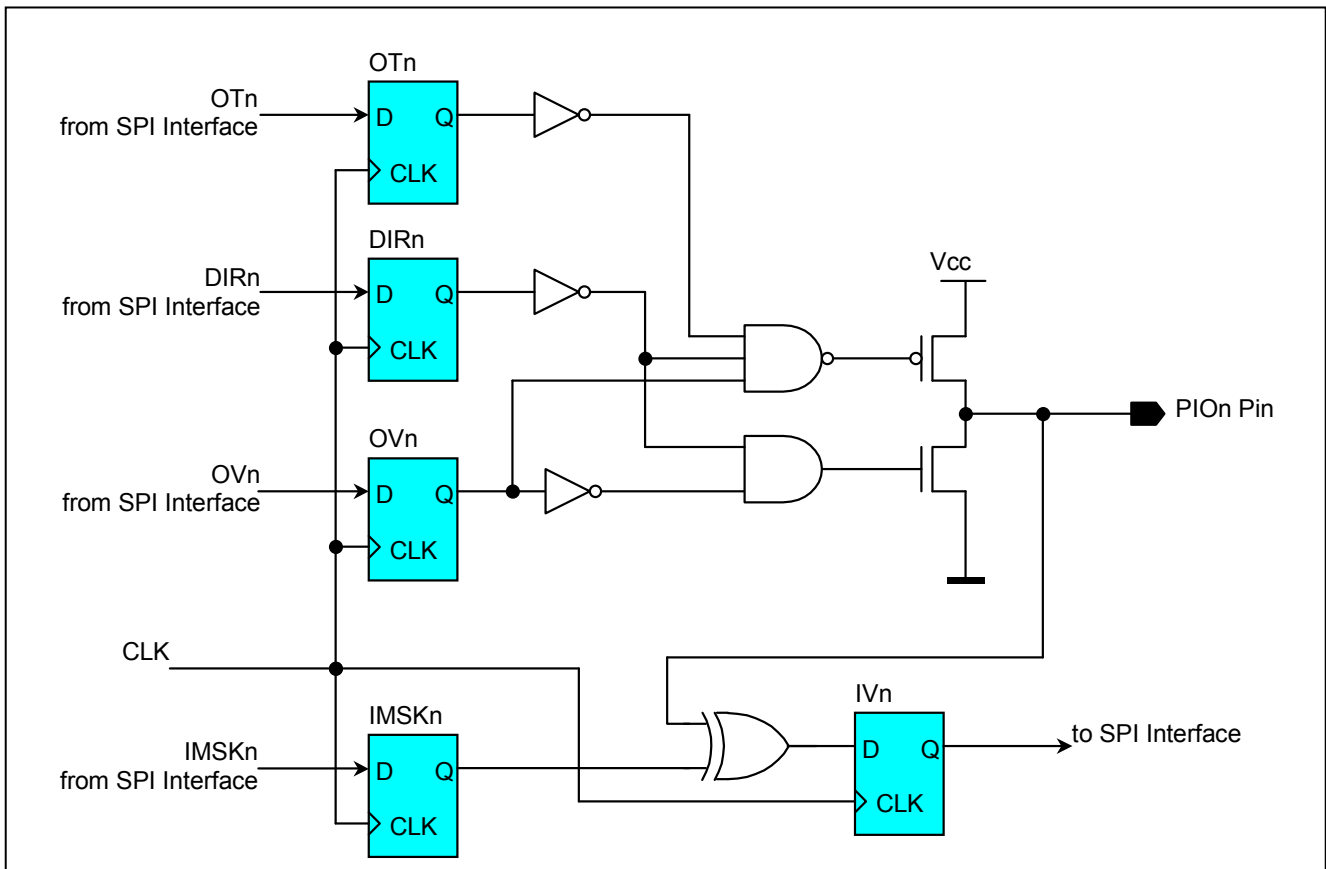 OTn
OTn
from SPI Interface
D Q
CLK
DIRn
DIRn
from SPI Interface
D Q
CLK
Vcc
PIOn Pin
OVn
OVn
from SPI Interface
D Q
CLK
CLK
IMSKn
IMSKn
from SPI Interface
D Q
CLK
IVn
D Q
CLK
to SPI Interface